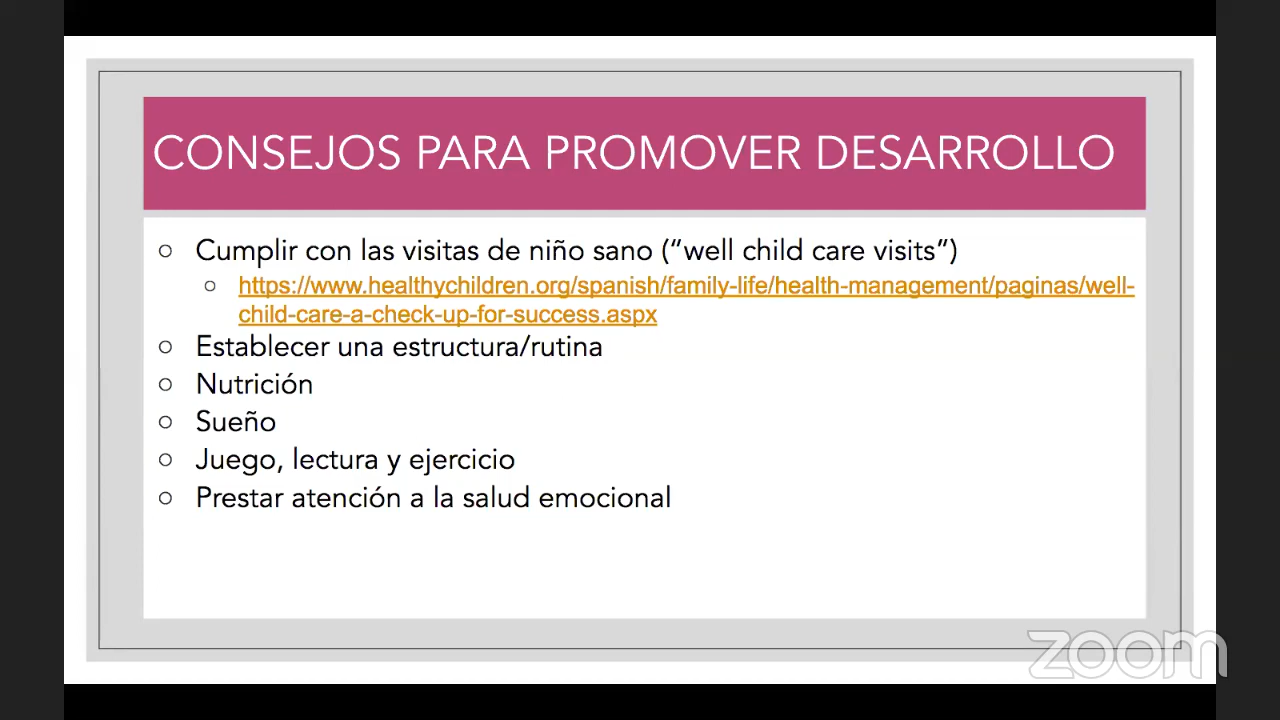 CONSEJOS PARA PROMOVER DESARROLLO
○ Cumplir con las visitas de niño sano (“well child care visits”)
○ https://www.healthychildren.org/spanish/family-life/health-management/paginas/well-
child-care-a-check-up-for-success.aspx
○ Establecer una estructura/rutina
○ Nutrición
○ Sueño
○ Juego, lectura y ejercicio
○ Prestar atención a la salud emocional
zoom